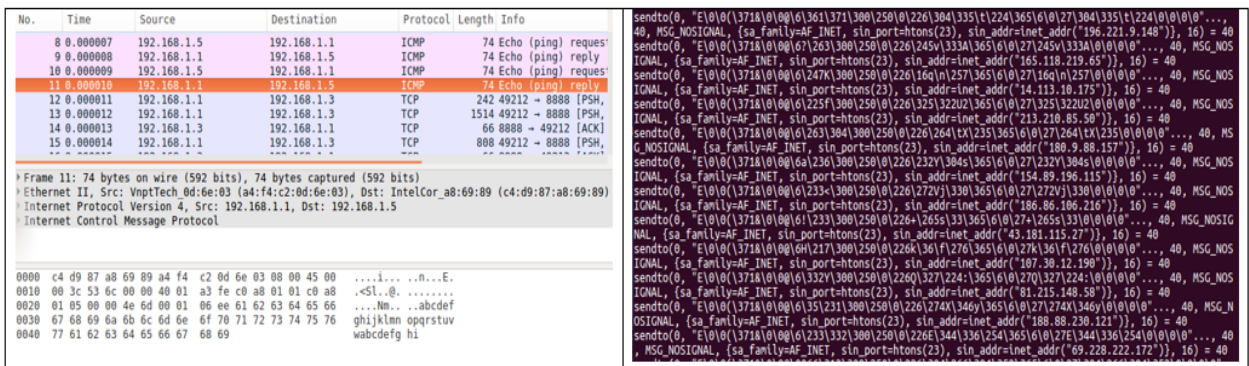 No. Time Source Destination Protocol Length Info
8 0.000007 192.168.1.5 192.168.1.1 ICMP 74 Echo (ping) reques
9 0.000008 192.168.1.1 192.168.1.5 ICMP 74 Echo (ping) reply
10 0.000009 192.168.1.5 192.168.1.1 ICMP 74 Echo (ping) reques
11 0.000010 192.168.1.1 192.168.1.5 ICMP 74 Echo (ping) reply
12 0.000011 192.168.1.1 192.168.1.3 TCP 242 49212 → 8888 [PSH,
13 0.000012 192.168.1.1 192.168.1.3 TCP 1514 49212 → 8888 [PSH,
14 0.000013 192.168.1.3 192.168.1.1 TCP 66 8888 → 49212 [ACK]
15 0.000014 192.168.1.1 192.168.1.3 TCP 808 49212 → 8888 [PSH,
Frame 11: 74 bytes on wire (592 bits), 74 bytes captured (592 bits)
Ethernet II, Src: VnptTech_0d:6e:03 (a4:f4:c2:0d:6e:03), Dst: IntelCor_a8:69:89 (c4:d9:87:a8:69:89)
Internet Protocol Version 4, Src: 192.168.1.1, Dst: 192.168.1.5
Internet Control Message Protocol
0000 c4 d9 87 a8 69 89 a4 f4 c2 0d 6e 03 08 00 45 00 ....i... ..n...E.
0010 00 3c 53 6c 00 00 40 01 a3 fe c0 a8 01 01 c0 a8 .<Sl..@. ........
0020 01 05 00 00 4e 6d 00 01 06 ee 61 62 63 64 65 66 ....Nm.. ..abcdef
0030 67 68 69 6a 6b 6c 6d 6e 6f 70 71 72 73 74 75 76 ghijklmn opqrstuv
0040 77 61 62 63 64 65 66 67 68 69 wabcdefg hi
sendto(0, "E\0\0(\371&\0\0@\6\361\371\300\250\0\226\304\335\t\224\365\6\0\27\304\335\t\224\0\0\0\0"...,
40, MSG_NOSIGNAL, {sa_family=AF_INET, sin_port=htons(23), sin_addr=inet_addr("196.221.9.148")}, 16) = 40
sendto(0, "E\0\0(\371&\0\0@\6?\263\300\250\0\226\245v\333A\365\6\0\27\245v\333A\0\0\0\0"..., 40, MSG_NOS
IGNAL, {sa_family=AF_INET, sin_port=htons(23), sin_addr=inet_addr("165.118.219.65")}, 16) = 40
sendto(0, "E\0\0(\371&\0\0@\6\247K\300\250\0\226\16q\n\257\365\6\0\27\16q\n\257\0\0\0\0"..., 40, MSG_NOS
IGNAL, {sa_family=AF_INET, sin_port=htons(23), sin_addr=inet_addr("14.113.10.175")}, 16) = 40
sendto(0, "E\0\0(\371&\0\0@\6\225f\300\250\0\226\325\322U2\365\6\0\27\325\322U2\0\0\0\0"..., 40, MSG_NOS
IGNAL, {sa_family=AF_INET, sin_port=htons(23), sin_addr=inet_addr("213.210.85.50")}, 16) = 40
sendto(0, "E\0\0(\371&\0\0@\6\263\304\300\250\0\226\264\tX\235\365\6\0\27\264\tX\235\0\0\0\0"..., 40, MS
G_NOSIGNAL, {sa_family=AF_INET, sin_port=htons(23), sin_addr=inet_addr("180.9.88.157")}, 16) = 40
sendto(0, "E\0\0(\371&\0\0@\6a\236\300\250\0\226\232Y\304s\365\6\0\27\232Y\304s\0\0\0\0"..., 40, MSG_NOS
IGNAL, {sa_family=AF_INET, sin_port=htons(23), sin_addr=inet_addr("154.89.196.115")}, 16) = 40
sendto(0, "E\0\0(\371&\0\0@\6\233<\300\250\0\226\272Vj\330\365\6\0\27\272Vj\330\0\0\0\0"..., 40, MSG_NOS
IGNAL, {sa_family=AF_INET, sin_port=htons(23), sin_addr=inet_addr("186.86.106.216")}, 16) = 40
sendto(0, "E\0\0(\371&\0\0@\6!\233\300\250\0\226+\265s\33\365\6\0\27+\265s\33\0\0\0\0"..., 40, MSG_NOSIG
NAL, {sa_family=AF_INET, sin_port=htons(23), sin_addr=inet_addr("43.181.115.27")}, 16) = 40
sendto(0, "E\0\0(\371&\0\0@\6H\217\300\250\0\226k\36\f\276\365\6\0\27k\36\f\276\0\0\0\0"..., 40, MSG_NOS
IGNAL, {sa_family=AF_INET, sin_port=htons(23), sin_addr=inet_addr("107.30.12.190")}, 16) = 40
sendto(0, "E\0\0(\371&\0\0@\6\332Y\300\250\0\226Q\327\224:\365\6\0\27Q\327\224:\0\0\0\0"..., 40, MSG_NOS
IGNAL, {sa_family=AF_INET, sin_port=htons(23), sin_addr=inet_addr("81.215.148.58")}, 16) = 40
sendto(0, "E\0\0(\371&\0\0@\6\35\231\300\250\0\226\274X\346y\365\6\0\27\274X\346y\0\0\0\0"..., 40, MSG_N
OSIGNAL, {sa_family=AF_INET, sin_port=htons(23), sin_addr=inet_addr("188.88.230.121")}, 16) = 40
sendto(0, "E\0\0(\371&\0\0@\6\233\332\300\250\0\226E\344\336\254\365\6\0\27E\344\336\254\0\0\0\0"..., 40
, MSG_NOSIGNAL, {sa_family=AF_INET, sin_port=htons(23), sin_addr=inet_addr("69.228.222.172")}, 16) = 40